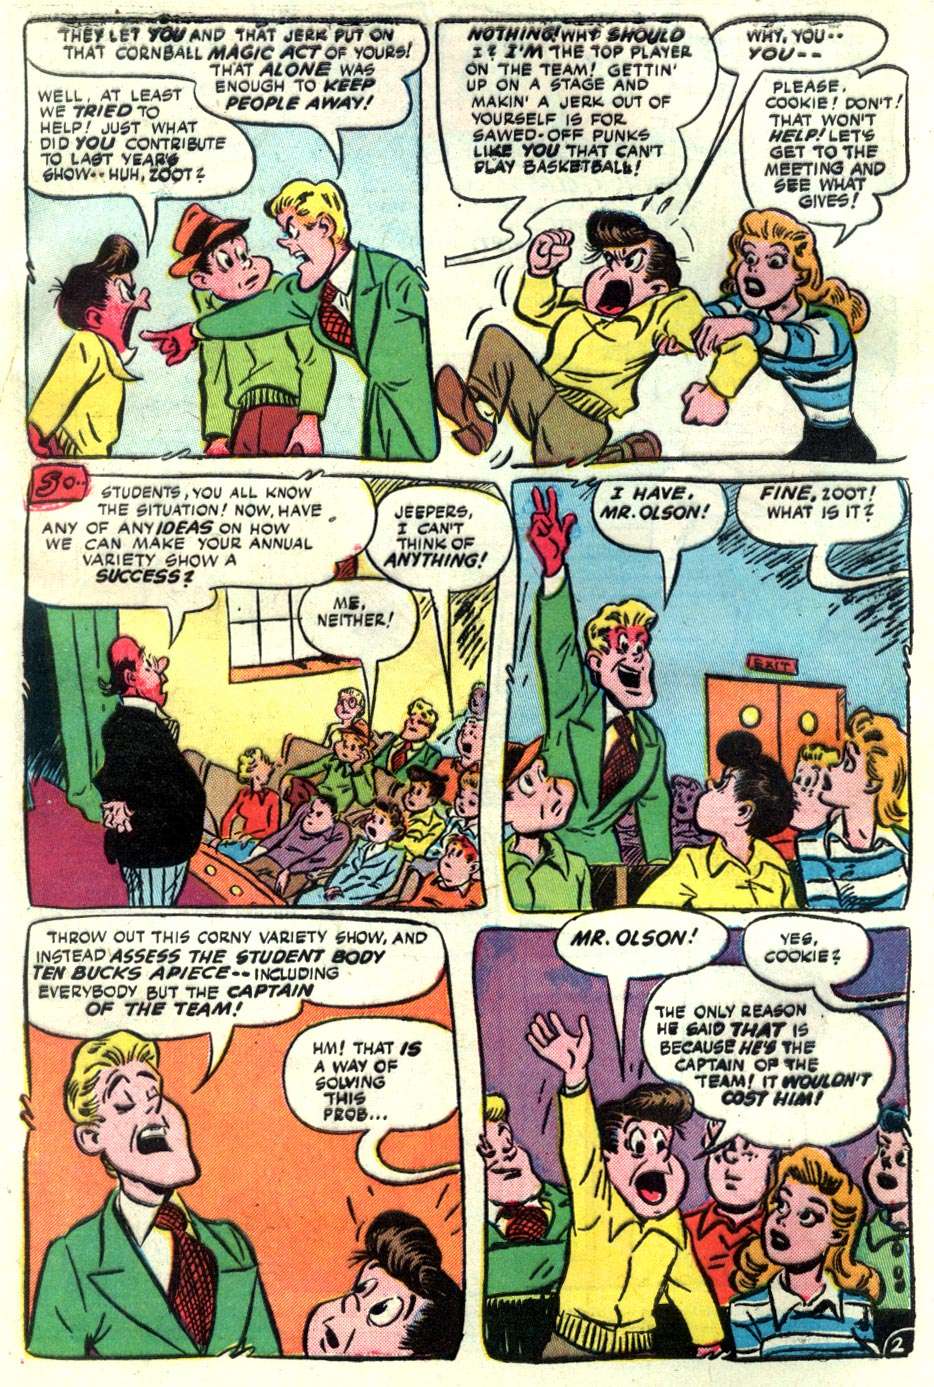 THEY LET YOU AND THAT JERK PUT ON
THAT CORNBALL MAGIC ACT OF YOURS!
THAT ALONE WAS
ENOUGH TO KEEP
PEOPLE AWAY!
WELL, AT LEAST
WE TRIED TO
HELP! JUST WHAT
DID YOU CONTRIBUTE
TO LAST YEAR'S
SHOW--HUH, ZOOT?
NOTHING! WHY SHOULD
I? I'M THE TOP PLAYER
ON THE TEAM! GETTIN'
UP ON A STAGE AND
MAKIN' A JERK OUT OF
YOURSELF IS FOR
SAWED-OFF PUNKS
LIKE YOU THAT CAN'T
PLAY BASKETBALL!
WHY, YOU--
YOU--
PLEASE,
COOKIE! DON'T!
THAT WON'T
HELP! LET'S
GET TO THE
MEETING AND
SEE WHAT
GIVES!
SO..
STUDENTS, YOU ALL KNOW
THE SITUATION! NOW, HAVE
ANY OF ANY IDEAS ON HOW
WE CAN MAKE YOUR ANNUAL
VARIETY SHOW A
SUCCESS?
ME,
NEITHER!
JEEPERS,
I CAN'T
THINK OF
ANYTHING!
I HAVE,
MR. OLSON!
FINE, ZOOT!
WHAT IS IT?
EXIT
THROW OUT THIS CORNY VARIETY SHOW, AND
INSTEAD ASSESS THE STUDENT BODY
TEN BUCKS APIECE--INCLUDING
EVERYBODY BUT THE CAPTAIN
OF THE TEAM!
HM! THAT IS
A WAY OF
SOLVING
THIS
PROB...
MR. OLSON!
YES,
COOKIE?
THE ONLY REASON
HE SAID THAT IS
BECAUSE HE'S THE
CAPTAIN OF THE
TEAM! IT WOULDN'T
COST HIM!
2